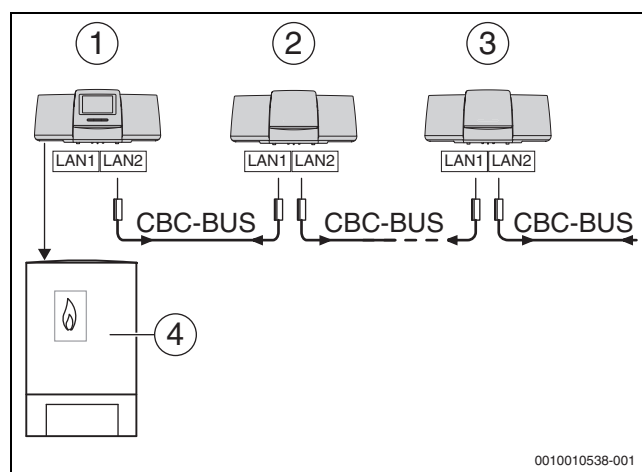 1 2 3
LAN1 LAN2 LAN1 LAN2 LAN1 LAN2
CBC-BUS CBC-BUS CBC-BUS
4
0010010538-001